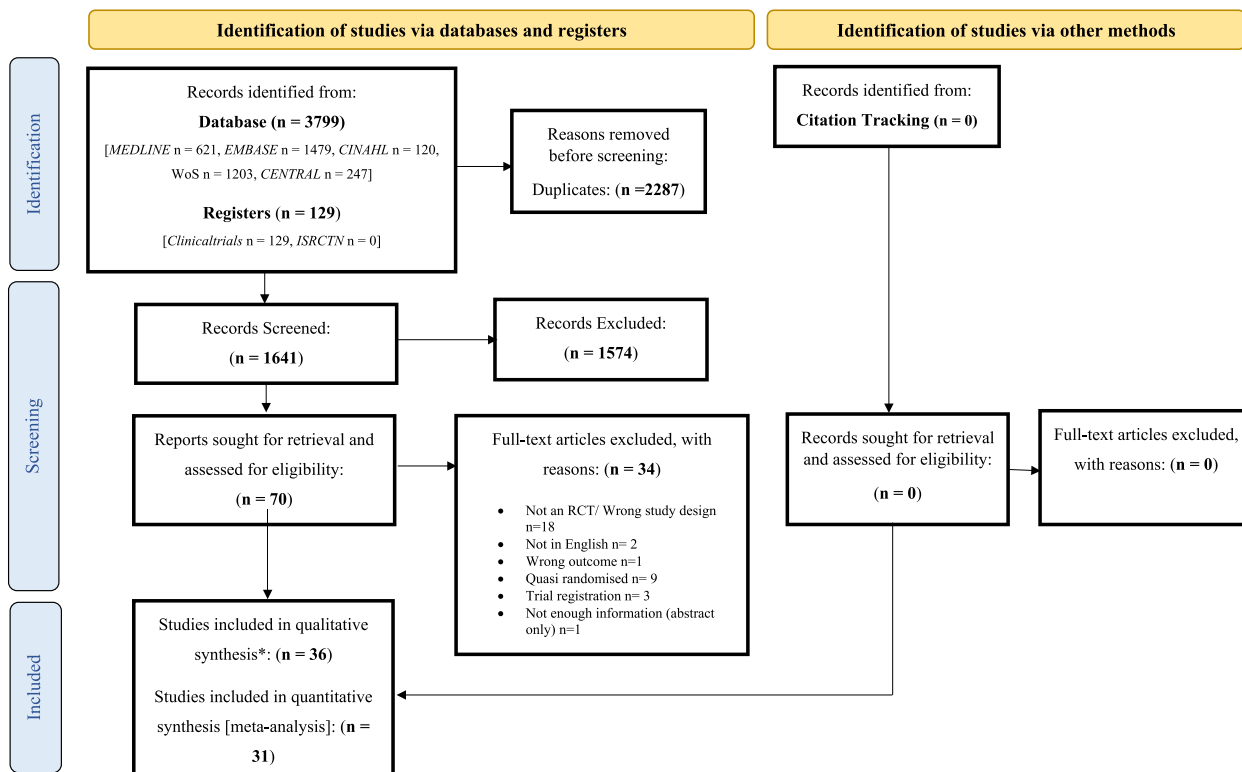 Identification of studies via databases and registers
Identification of studies via other methods
Identification
Records identified from:
Database (n = 3799)
[MEDLINE n = 621, EMBASE n = 1479, CINAHL n = 120,
WoS n = 1203, CENTRAL n = 247]
Registers (n = 129)
[Clinicaltrials n = 129, ISRCTN n = 0]
Reasons removed
before screening:
Duplicates: (n =2287)
Records identified from:
Citation Tracking (n = 0)
Screening
Records Screened:
(n = 1641)
Records Excluded:
(n = 1574)
Reports sought for retrieval and
assessed for eligibility:
(n = 70)
Full-text articles excluded, with
reasons: (n = 34)
• Not an RCT/ Wrong study design
n=18
• Not in English n= 2
• Wrong outcome n=1
• Quasi randomised n= 9
• Trial registration n= 3
• Not enough information (abstract
only) n=1
Records sought for retrieval
and assessed for eligibility:
(n = 0)
Full-text articles excluded,
with reasons: (n = 0)
Included
Studies included in qualitative
synthesis*: (n = 36)
Studies included in quantitative
synthesis [meta-analysis]: (n =
31)